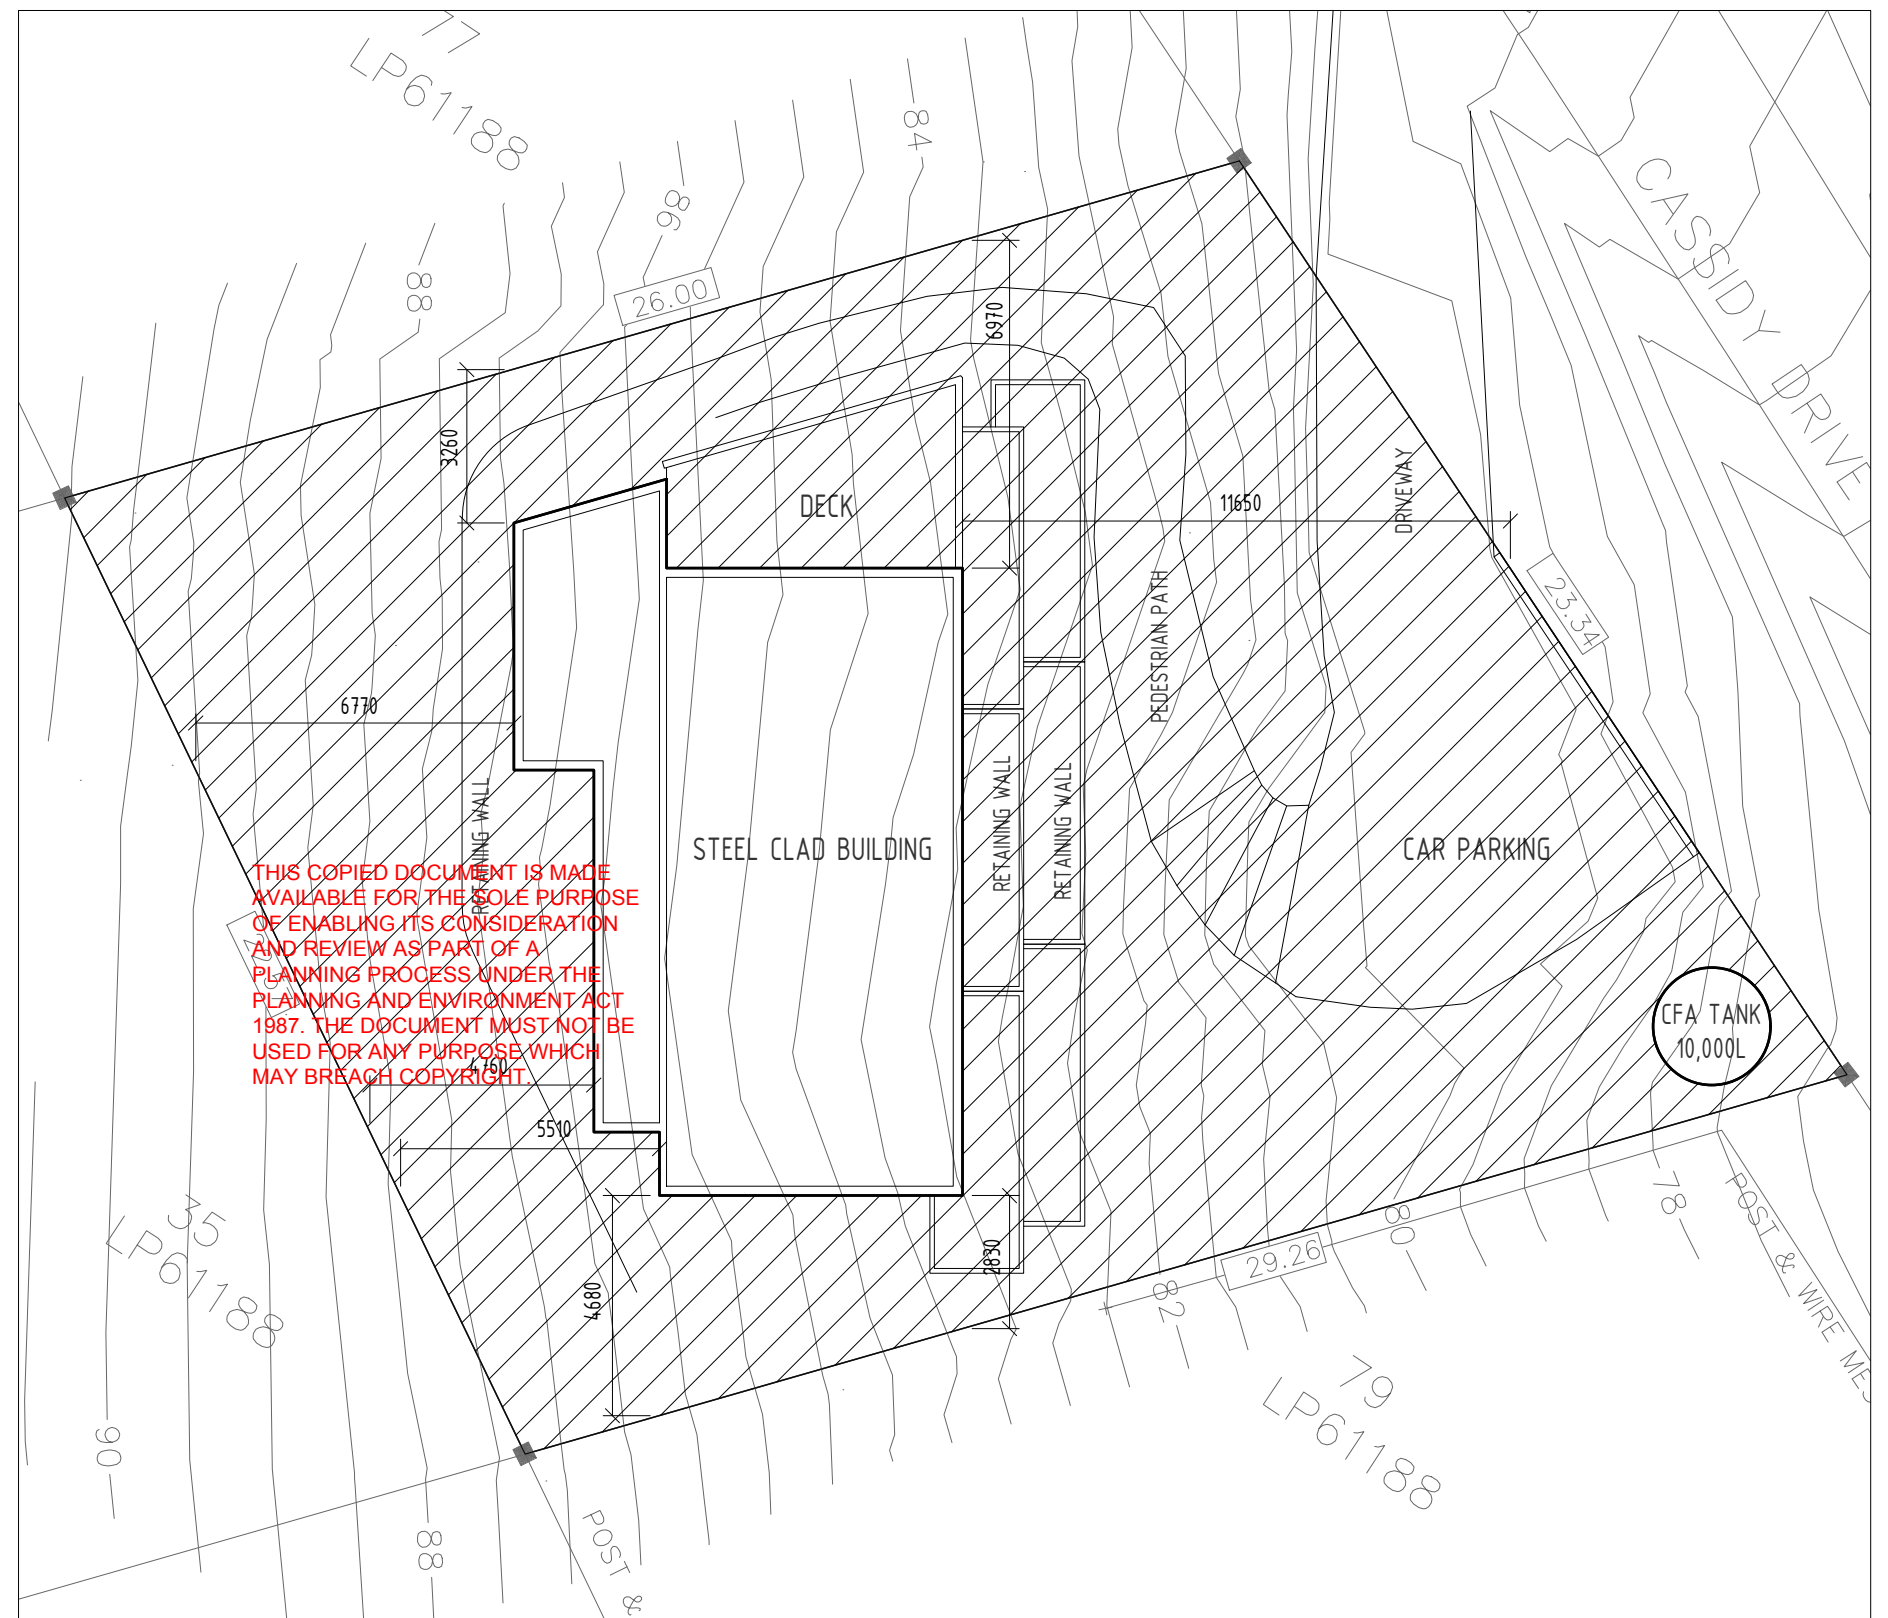 77
LP61188
84
86
88
26.00
CASSIDY DRIVE
6970
3260
DECK
11650
DRIVEWAY
23.34
PEDESTRIAN PATH
6770
RETAINING WALL
STEEL CLAD BUILDING
RETAINING WALL
RETAINING WALL
CAR PARKING
THIS COPIED DOCUMENT IS MADE
AVAILABLE FOR THE SOLE PURPOSE
OF ENABLING ITS CONSIDERATION
AND REVIEW AS PART OF A
PLANNING PROCESS UNDER THE
PLANNING AND ENVIRONMENT ACT
1987. THE DOCUMENT MUST NOT BE
USED FOR ANY PURPOSE WHICH
MAY BREACH COPYRIGHT.
CFA TANK
10,000L
4760
5510
35
LP61188
4680
2830
29.26
78
80
82
POST & WIRE
79
LP61188
90
88
POST &